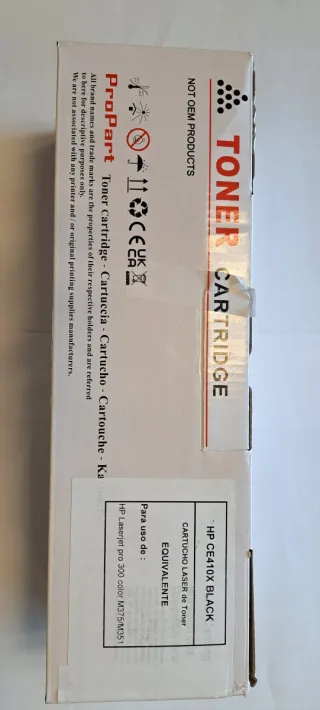 TONER CARTRIDGE
NOT OEM PRODUCTS
ProPart Toner Cartridge - Cartuccia - Cartucho - Cartouche - Ka
All brand names and trade marks are the properties of their respective holders and are referred
to here for descriptive purposes only.
We are not associated with any printer and / or original printing supplies manufacturers.
CE
UK
CA
HP CE410X BLACK
CARTUCHO LASER de Toner
EQUIVALENTE
Para uso de :
HP Laserjet pro 300 color M375/M351